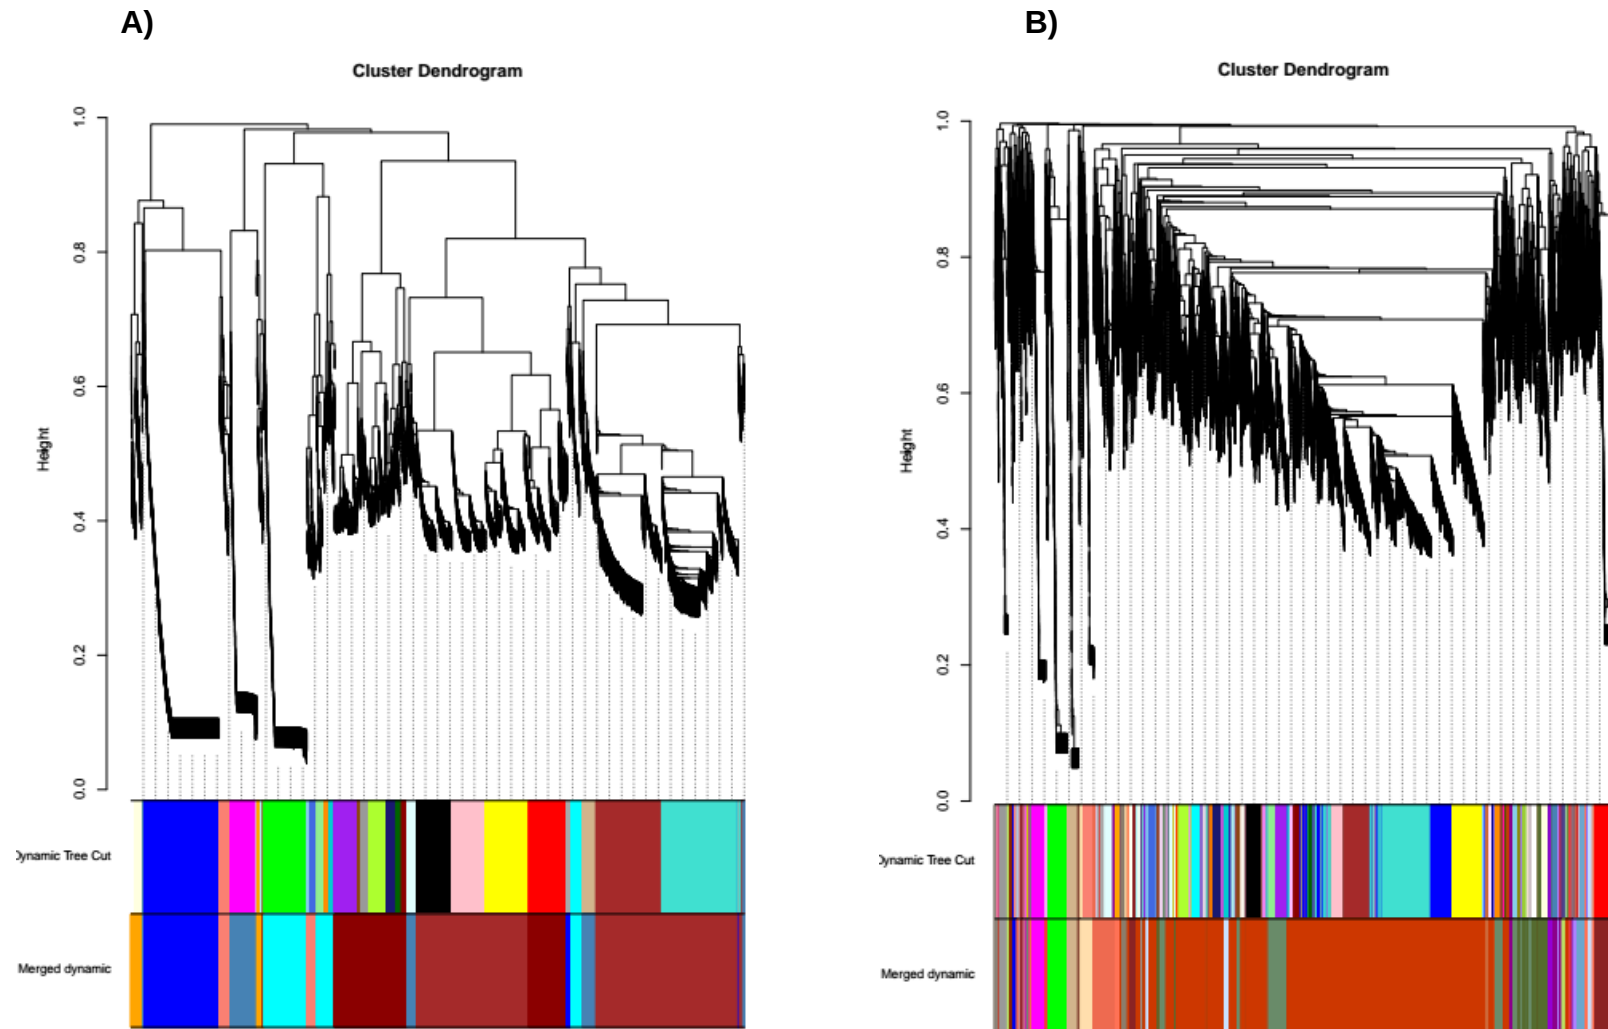 A)
B)
Cluster Dendrogram
Cluster Dendrogram
Height
1.0
0.8
0.6
0.4
0.2
0.0
Height
1.0
0.8
0.6
0.4
0.2
0.0
Dynamic Tree Cut
Merged dynamic
Dynamic Tree Cut
Merged dynamic